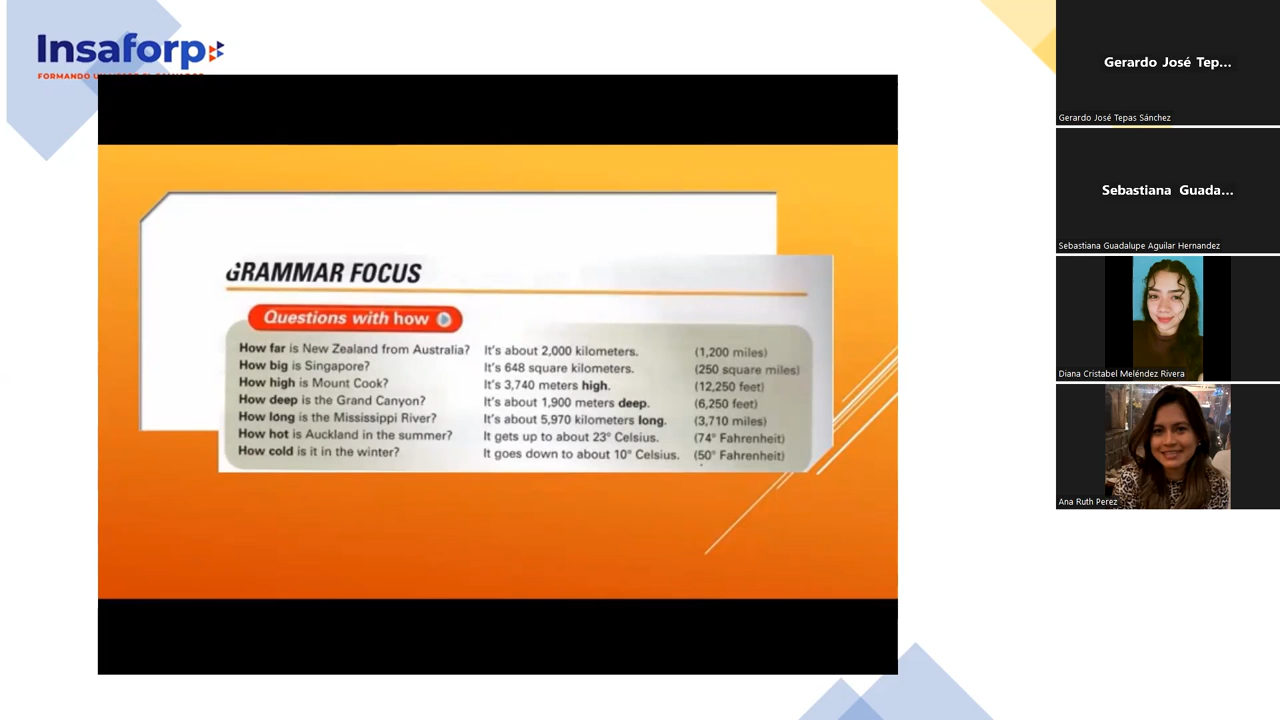 Insaforp
GRAMMAR FOCUS
Questions with how
How far is New Zealand from Australia? It's about 2,000 kilometers. (1,200 miles)
How big is Singapore? It's 648 square kilometers. (250 square miles)
How high is Mount Cook? It's 3,740 meters high. (12,250 feet)
How deep is the Grand Canyon? It's about 1,900 meters deep. (6,250 feet)
How long is the Mississippi River? It's about 5,970 kilometers long. (3,710 miles)
How hot is Auckland in the summer? It gets up to about 23° Celsius. (74° Fahrenheit)
How cold is it in the winter? It goes down to about 10° Celsius. (50° Fahrenheit)
Gerardo José Tep...
Gerardo José Tepas Sánchez
Sebastiana Guada...
Sebastiana Guadalupe Aguilar Hernandez
Diana Cristabel Meléndez Rivera
Ana Ruth Perez